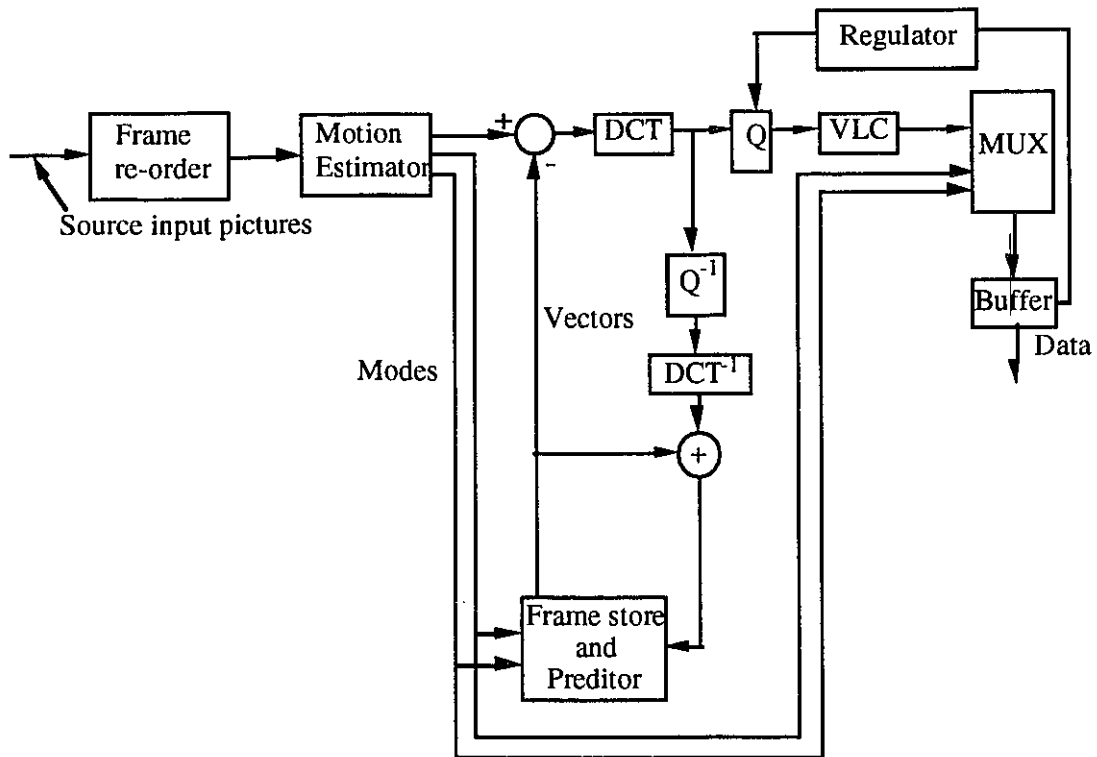 Regulator
Frame
re-order
Motion
Estimator
+
-
DCT
Q
VLC
MUX
Source input pictures
Q-1
Buffer
Vectors
Data
Modes
DCT-1
+
Frame store
and
Preditor